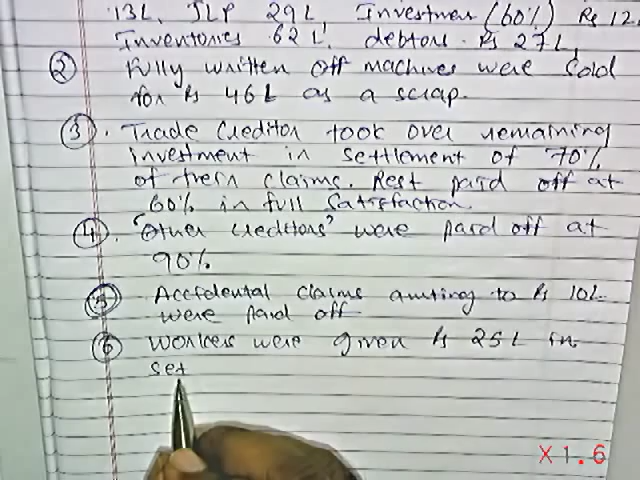 13L, JLP 29L, Investmen (60%) Rs 12
Inventories 62L, debtors Rs 27L,
② Fully written off machines were sold
for Rs 46L as a scrap.
③. Trade Creditor took over remaining
investment in settlement of 70%
of their claims. Rest paid off at
60% in full Satisfaction.
④. 'Other Creditors' were paid off at
90%
⑤ Accidental claims amting to Rs 10L
were paid off
⑥ Workers were given Rs 25L in
set
X1.6